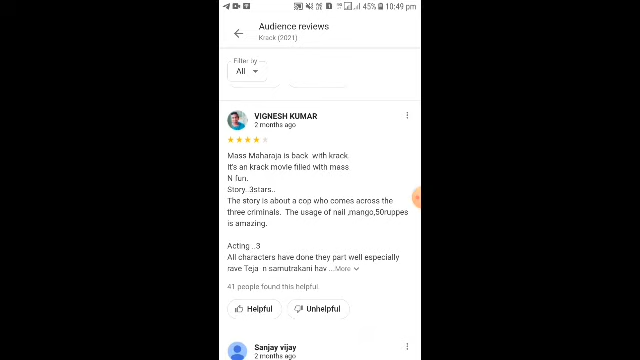 45% 10:49 pm
Audience reviews
Krack (2021)
Filter by
All
VIGNESH KUMAR
2 months ago
Mass Maharaja is back with krack.
It's an krack movie filled with mass
N fun.
Story..3stars..
The story is about a cop who comes across the
three criminals. The usage of nail ,mango,50ruppes
is amazing.
Acting ..3
All characters have done they part well especially
rave Teja n samutrakani hav ...More
41 people found this helpful
Helpful Unhelpful
Sanjay vijay
2 months ago